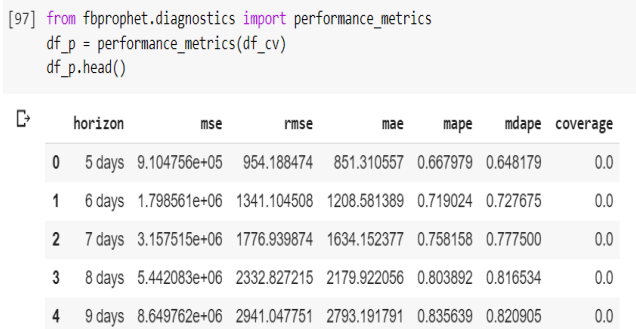 [97] from fbprophet.diagnostics import performance_metrics
df_p = performance_metrics(df_cv)
df_p.head()
horizon mse rmse mae mape mdape coverage
0 5 days 9.104756e+05 954.188474 851.310557 0.667979 0.648179 0.0
1 6 days 1.798561e+06 1341.104508 1208.581389 0.719024 0.727675 0.0
2 7 days 3.157515e+06 1776.939874 1634.152377 0.758158 0.777500 0.0
3 8 days 5.442083e+06 2332.827215 2179.922056 0.803892 0.816534 0.0
4 9 days 8.649762e+06 2941.047751 2793.191791 0.835639 0.820905 0.0